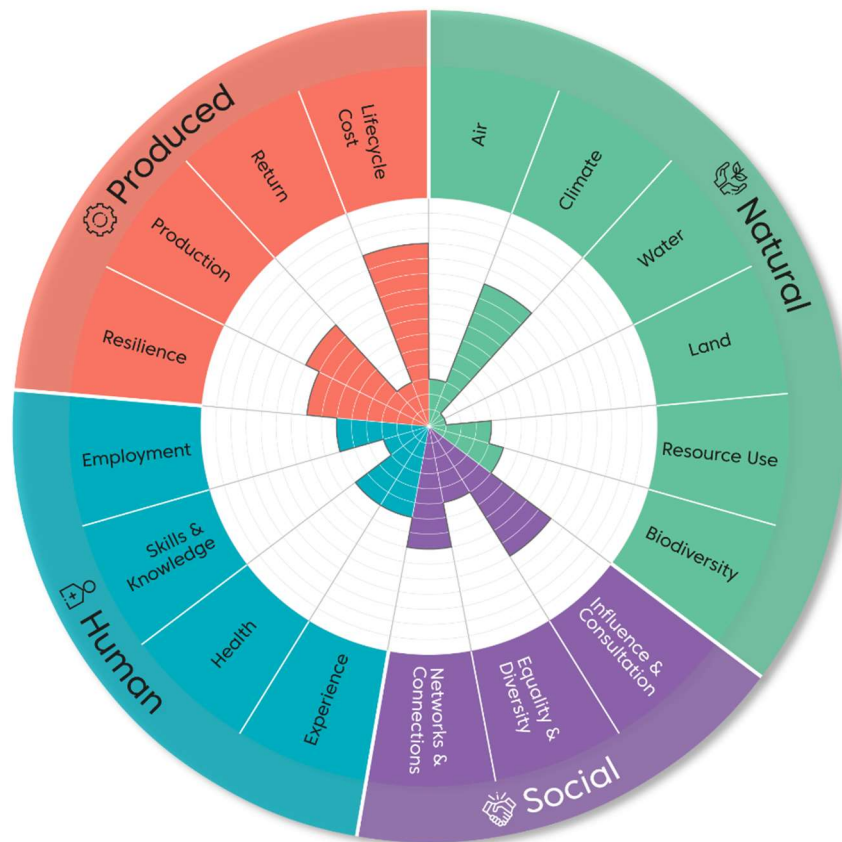 Produced
Lifecycle
Cost
Return
Production
Resilience
Natural
Air
Climate
Water
Land
Resource Use
Biodiversity
Social
Influence &
Consultation
Equality &
Diversity
Networks &
Connections
Human
Employment
Skills &
Knowledge
Health
Experience